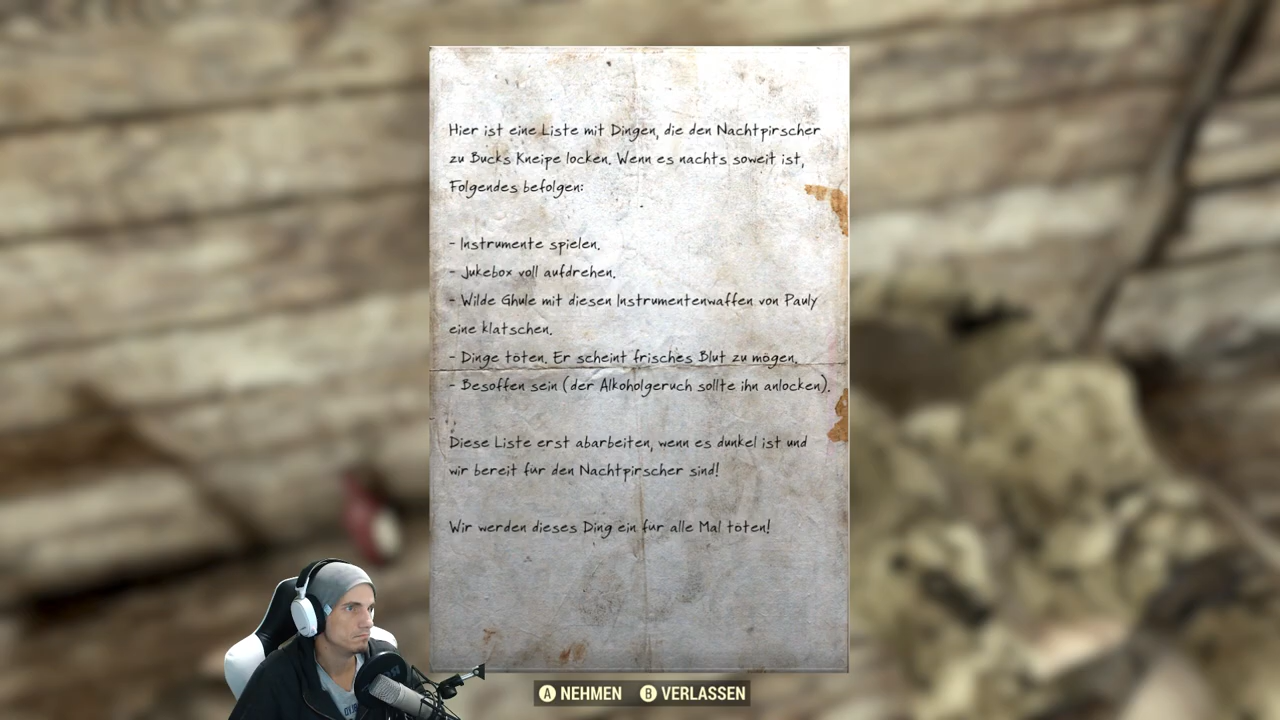 Hier ist eine Liste mit Dingen, die den Nachtpirscher
zu Bucks Kneipe locken. Wenn es nachts soweit ist,
Folgendes befolgen:
- Instrumente spielen.
- Jukebox voll aufdrehen.
- Wilde Ghule mit diesen Instrumentenwaffen von Pauly
eine klatschen.
- Dinge töten. Er scheint frisches Blut zu mögen.
- Besoffen sein (der Alkoholgeruch sollte ihn anlocken).
Diese Liste erst abarbeiten, wenn es dunkel ist und
wir bereit für den Nachtpirscher sind!
Wir werden dieses Ding ein für alle Mal töten!
A NEHMEN B VERLASSEN